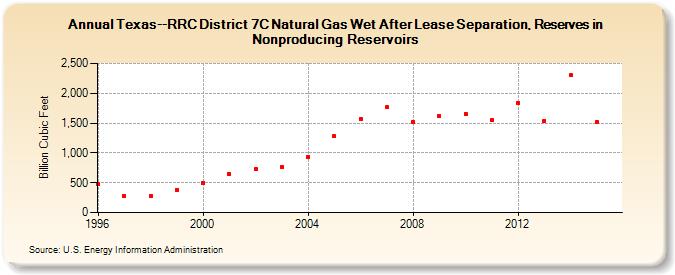 Annual Texas--RRC District 7C Natural Gas Wet After Lease Separation, Reserves in
Nonproducing Reservoirs
Billion Cubic Feet
2,500
2,000
1,500
1,000
500
0
1996
2000
2004
2008
2012
Source: U.S. Energy Information Administration